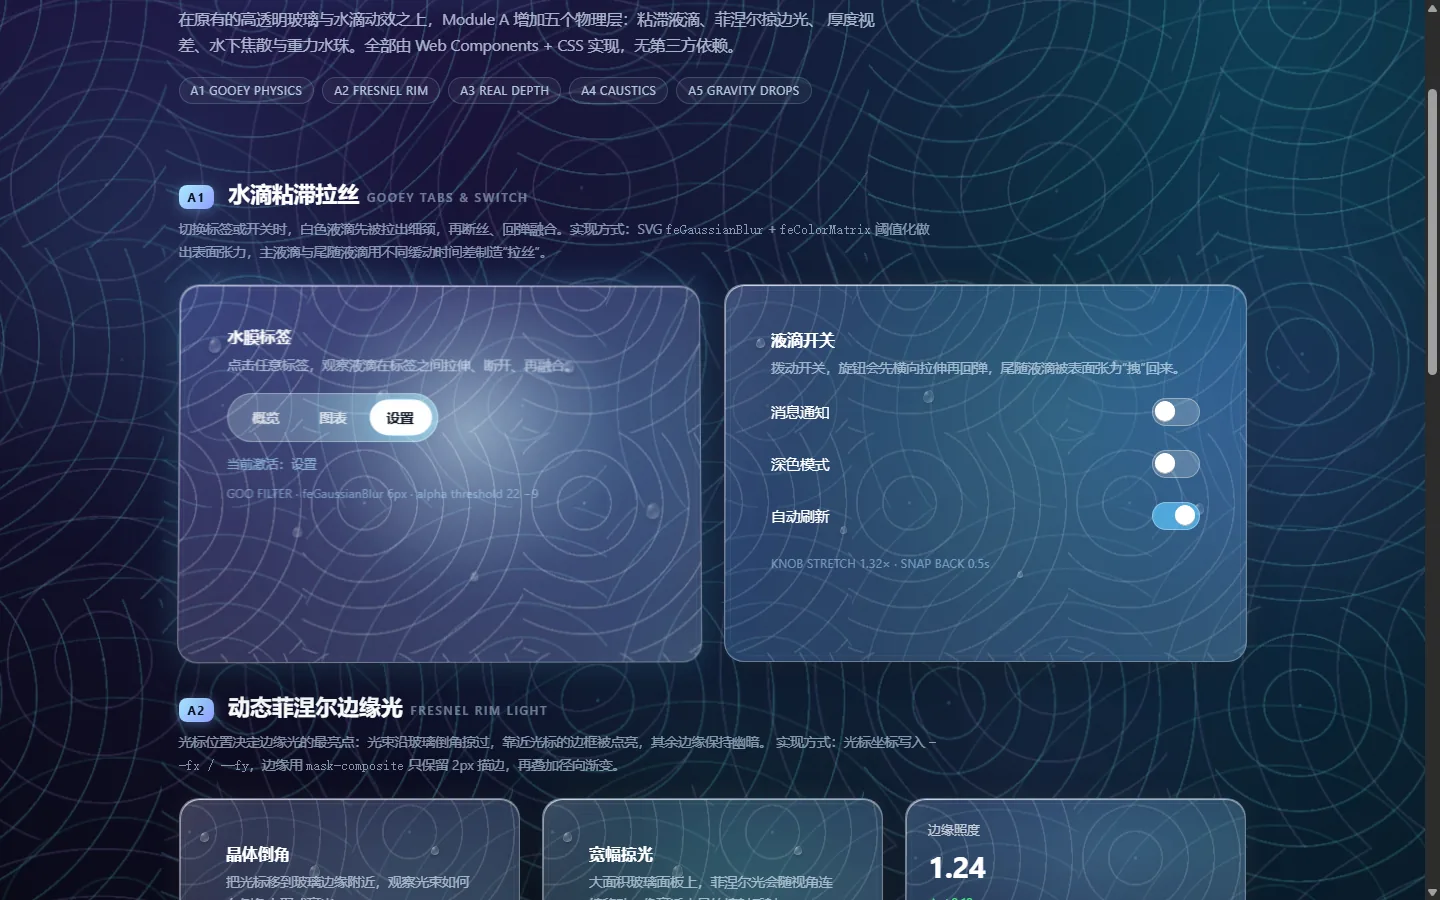 在原有的高透明玻璃与水滴动效之上，Module A 增加五个物理层：粘滞液滴、菲涅尔掠边光、 厚度视
差、水下焦散与重力水珠。全部由 Web Components + CSS 实现，无第三方依赖。
A1 GOOEY PHYSICS
A2 FRESNEL RIM
A3 REAL DEPTH
A4 CAUSTICS
A5 GRAVITY DROPS
A1 水滴粘滞拉丝 GOOEY TABS & SWITCH
切换标签或开关时，白色液滴先被拉出细颈，再断丝、回弹融合。实现方式：SVG feGaussianBlur + feColorMatrix 阈值化做
出表面张力，主液滴与尾随液滴用不同缓动时间差制造“拉丝”。
水膜标签
点击任意标签，观察液滴在标签之间拉伸、断开、再融合。
概览
图表
设置
当前激活：设置
GOO FILTER · feGaussianBlur 6px · alpha threshold 22 −9
液滴开关
拨动开关，旋钮会先横向拉伸再回弹，尾随液滴被表面张力“拽”回来。
消息通知
深色模式
自动刷新
KNOB STRETCH 1.32× · SNAP BACK 0.5s
A2 动态菲涅尔边缘光 FRESNEL RIM LIGHT
光标位置决定边缘光的最亮点：光束沿玻璃倒角掠过，靠近光标的边框被点亮，其余边缘保持幽暗。 实现方式：光标坐标写入 -
-fx / --fy，边缘用 mask-composite 只保留 2px 描边，再叠加径向渐变。
晶体倒角
把光标移到玻璃边缘附近，观察光束如何
宽幅掠光
大面积玻璃面板上，菲涅尔光会随视角连
边缘照度
1.24